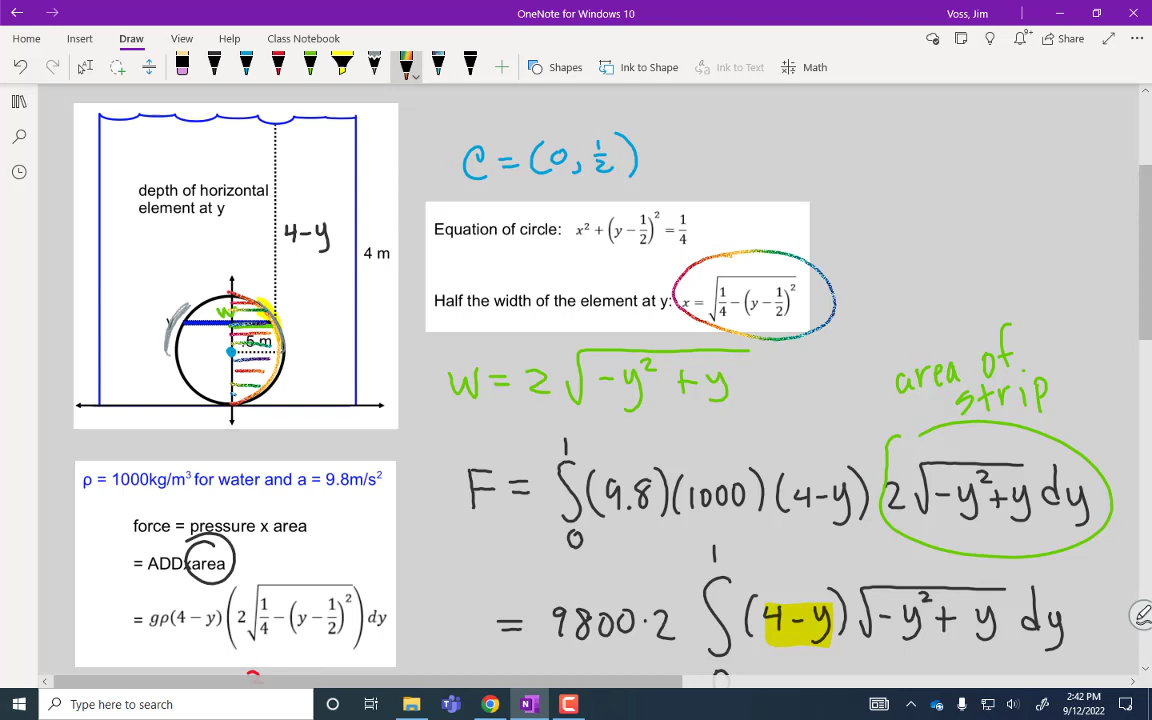 OneNote for Windows 10
Voss, Jim
Home Insert Draw View Help Class Notebook
Share
Shapes Ink to Shape Ink to Text Math
depth of horizontal
element at y
4-y
4 m
w
5 m
C = (0, 1/2)
Equation of circle: x² + (y − 1/2)² = 1/4
Half the width of the element at y: x = √(1/4 − (y − 1/2)²)
w = 2√(-y² + y)
area of
strip
F = ∫₀¹ (9.8)(1000)(4-y) 2√(-y²+y) dy
= 9800·2 ∫₀¹ (4-y) √(-y² + y) dy
ρ = 1000kg/m³ for water and a = 9.8m/s²
force = pressure x area
= ADDxarea
= gρ(4 − y)(2√(1/4 − (y − 1/2)²))dy
Type here to search
2:42 PM
9/12/2022